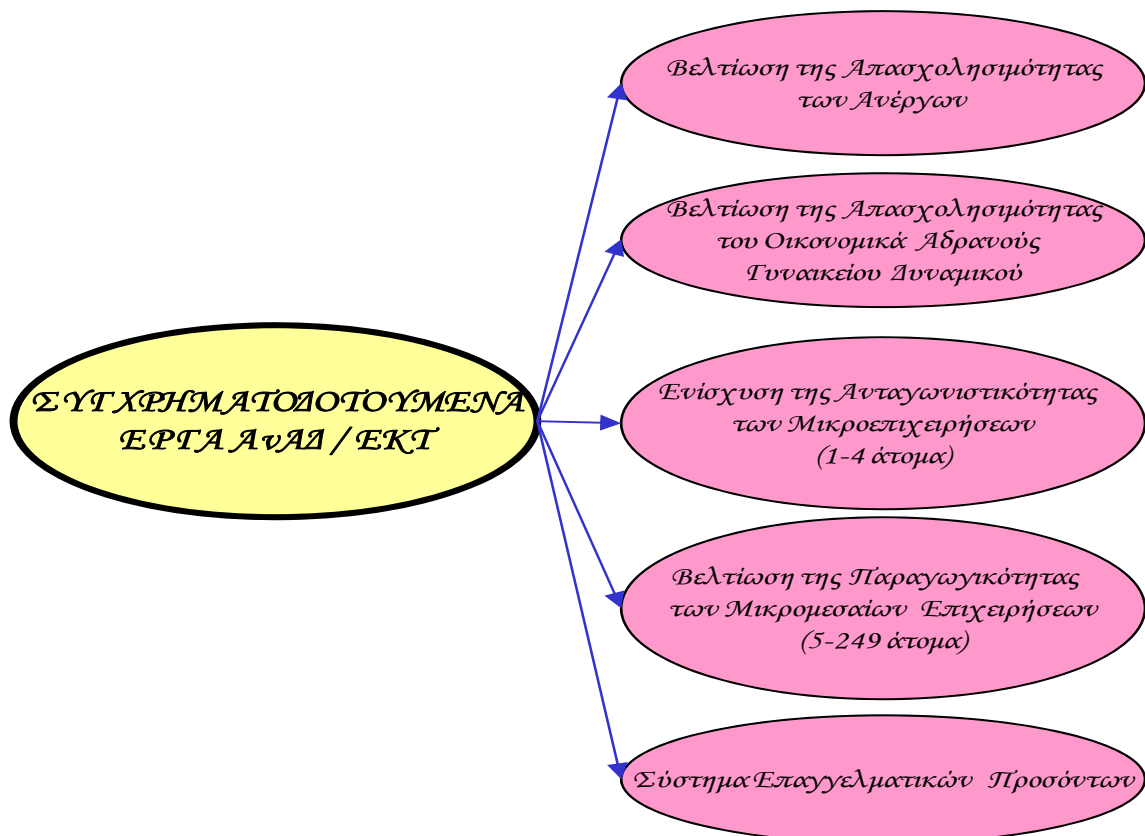 Βελτίωση της Απασχολησιμότητας
των Ανέργων
Βελτίωση της Απασχολησιμότητας
του Οικονομικά Αδρανούς
Γυναικείου Δυναμικού
ΣΥΓΧΡΗΜΑΤΟΔΟΤΟΥΜΕΝΑ
ΕΡΓΑ ΑνΑΔ / ΕΚΤ
Ενίσχυση της Ανταγωνιστικότητας
των Μικροεπιχειρήσεων
(1-4 άτομα)
Βελτίωση της Παραγωγικότητας
των Μικρομεσαίων Επιχειρήσεων
(5-249 άτομα)
Σύστημα Επαγγελματικών Προσόντων